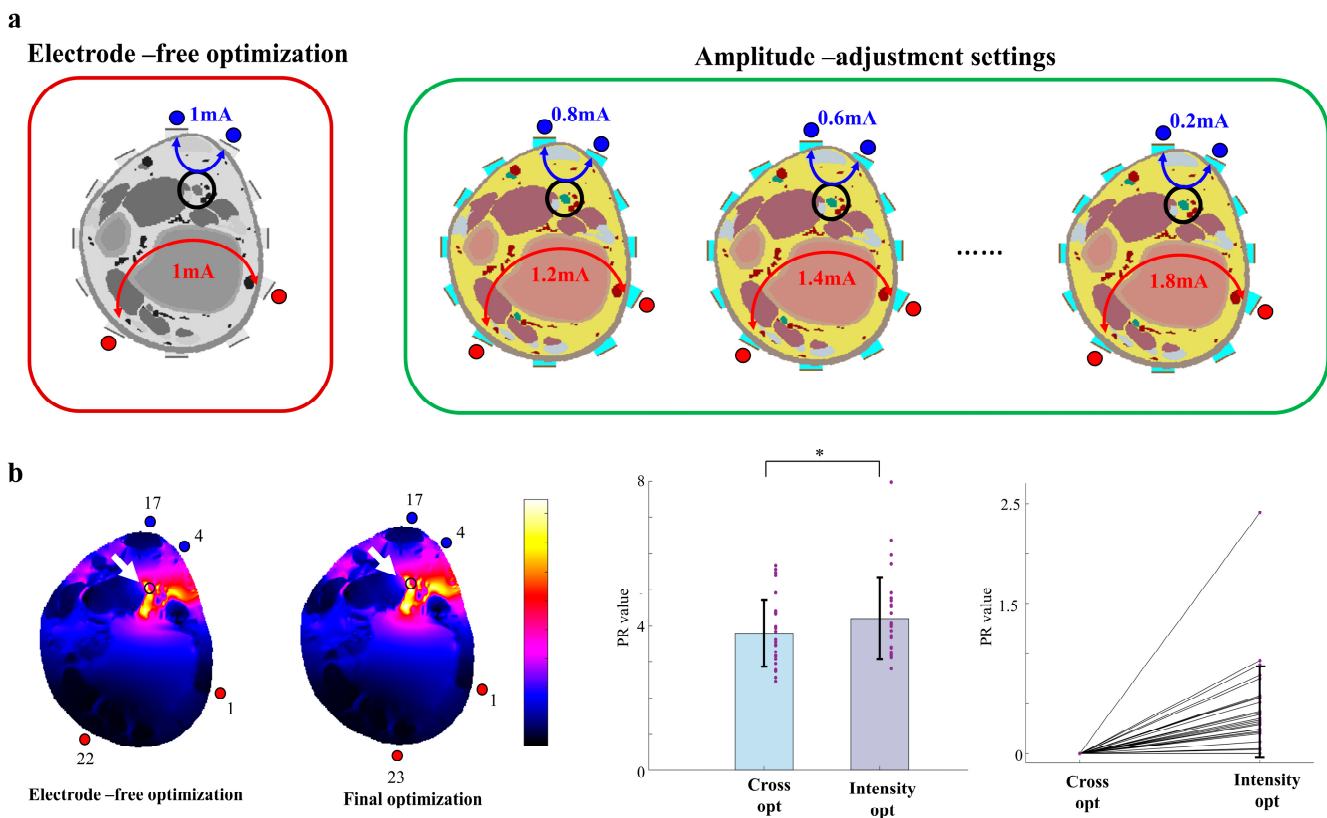 a
Electrode –free optimization
Amplitude –adjustment settings
1mA
1mA
0.8mA
1.2mA
0.6mA
1.4mA
......
0.2mA
1.8mA
b
17
4
1
22
Electrode –free optimization
17
4
1
23
Final optimization
*
8
4
0
PR value
Cross
opt
Intensity
opt
2.5
1.5
0
PR value
Cross
opt
Intensity
opt